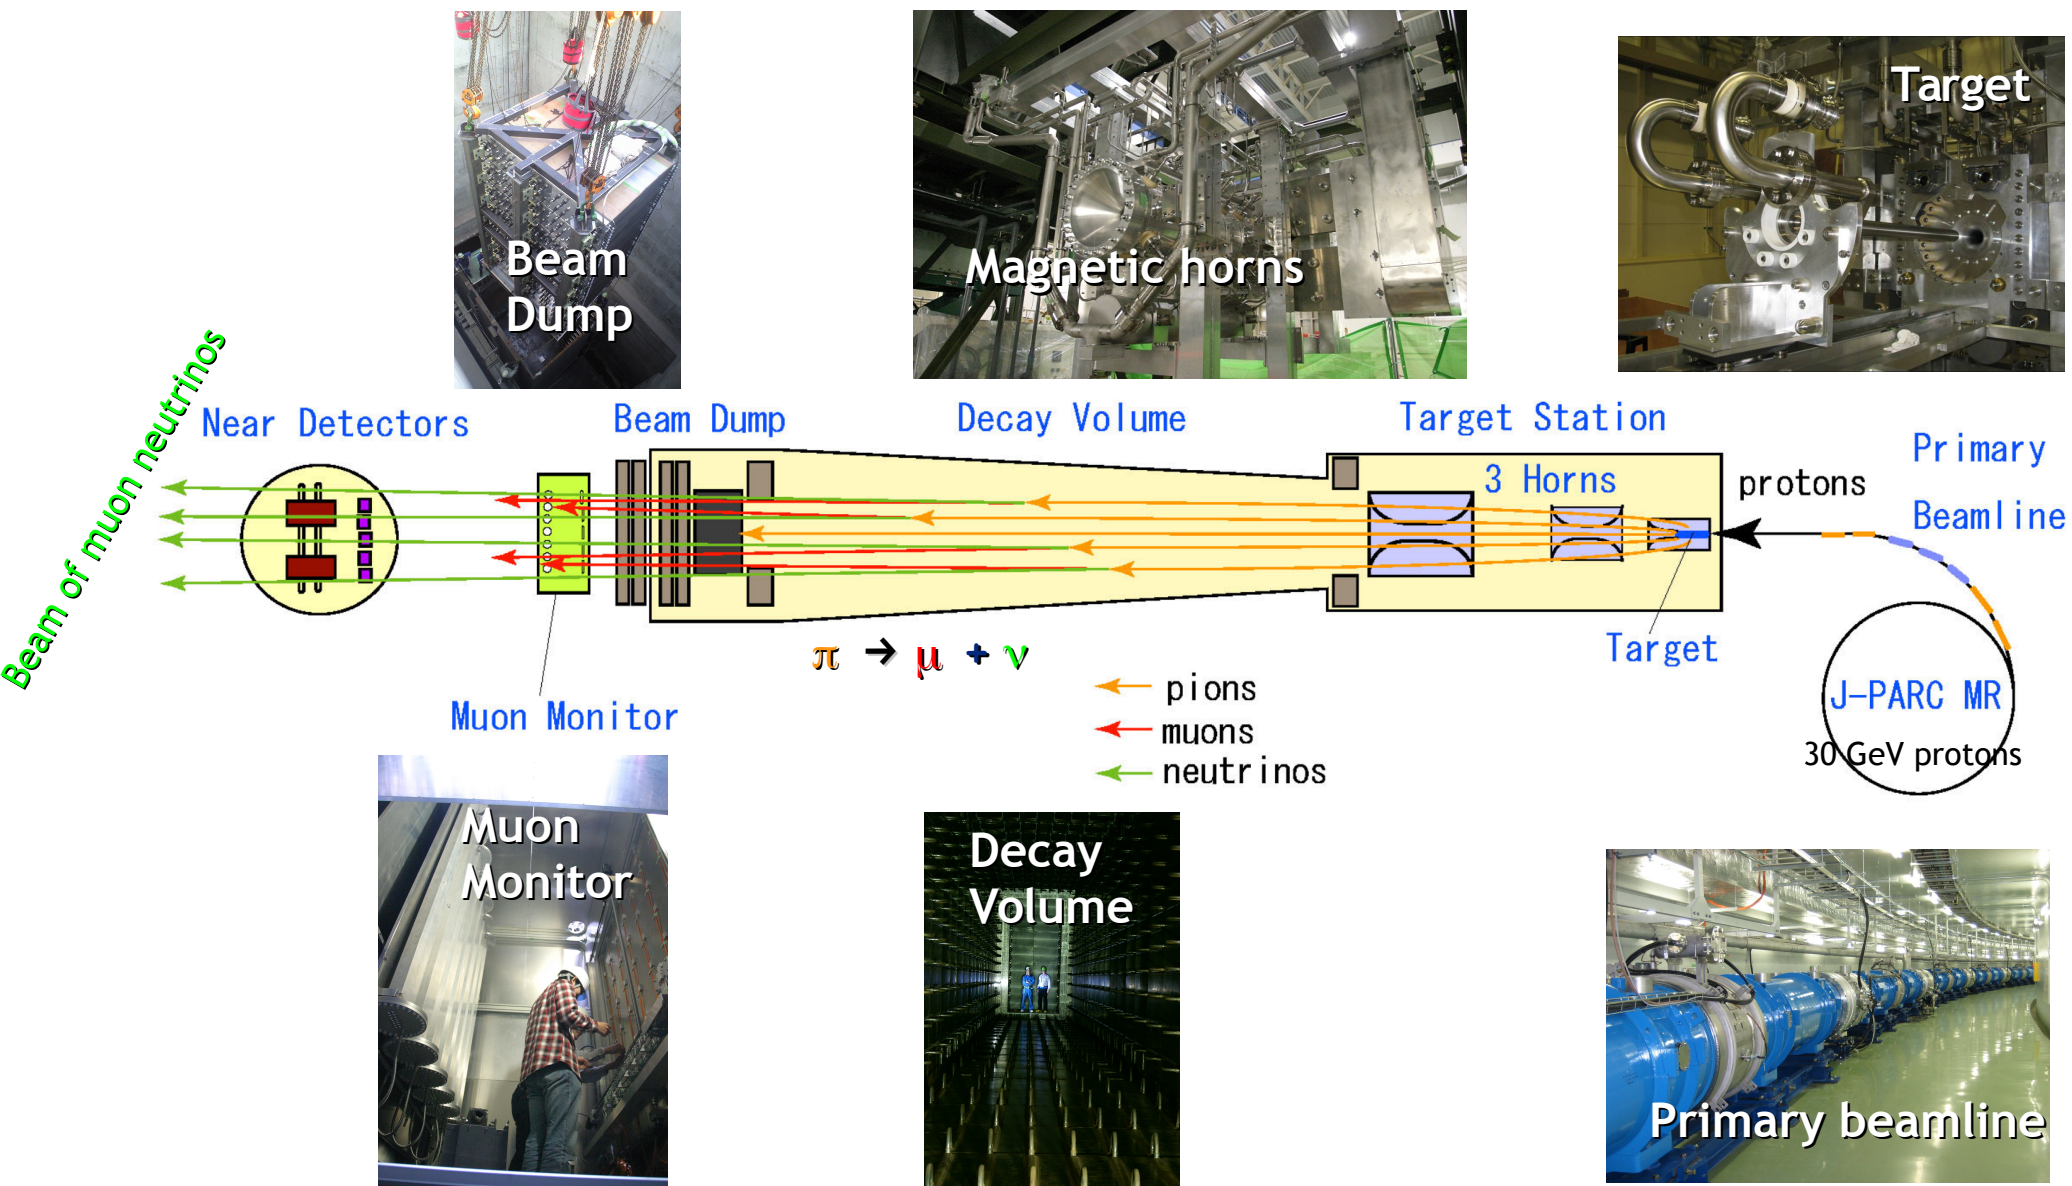 Beam
Dump
Magnetic horns
Target
Beam of muon neutrinos
Near Detectors
Beam Dump
Decay Volume
Target Station
Primary
Beamline
3 Horns
protons
Target
π → μ + ν
pions
muons
neutrinos
Muon Monitor
J-PARC MR
30 GeV protons
Muon
Monitor
Decay
Volume
Primary beamline